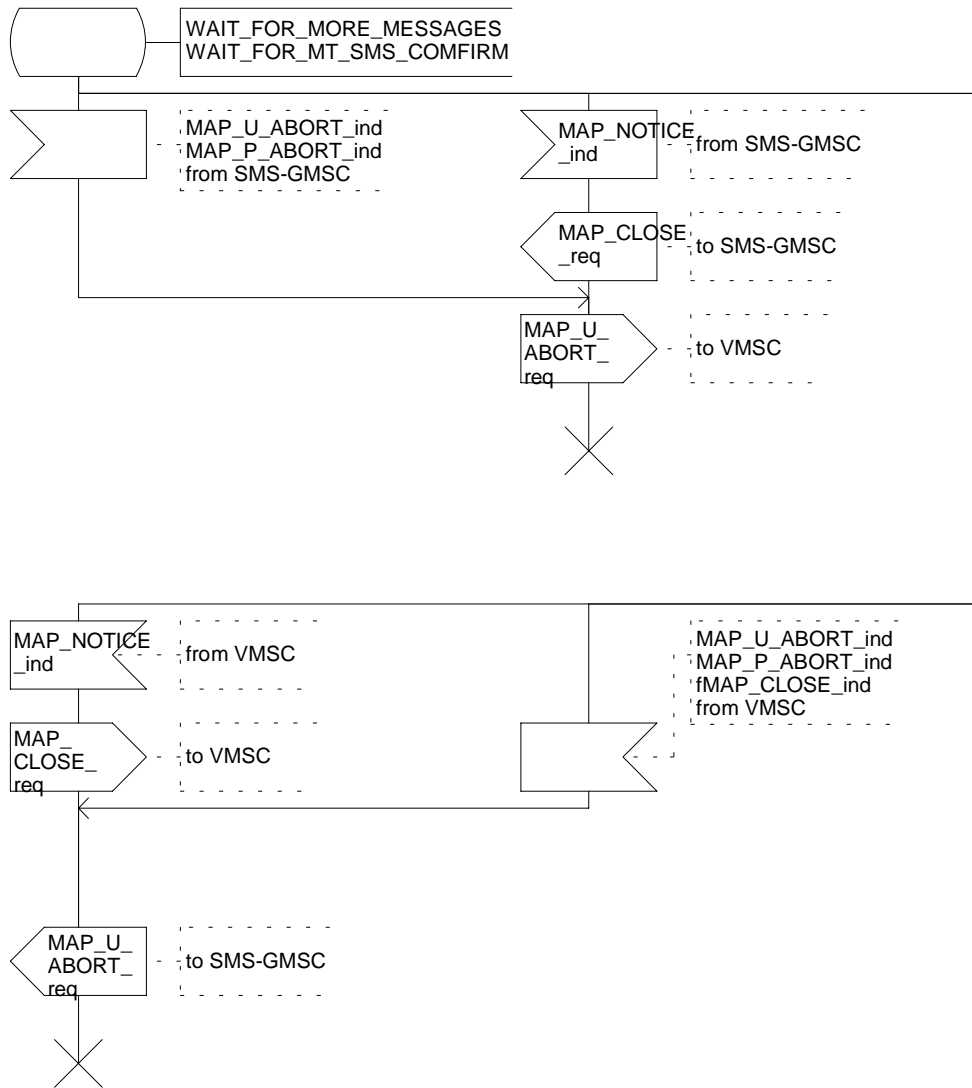 WAIT_FOR_MORE_MESSAGES
WAIT_FOR_MT_SMS_COMFIRM
MAP_U_ABORT_ind
MAP_P_ABORT_ind
from SMS-GMSC
MAP_NOTICE
_ind
from SMS-GMSC
MAP_CLOSE
_req
to SMS-GMSC
MAP_U_
ABORT_
req
to VMSC
MAP_NOTICE
_ind
from VMSC
MAP_U_ABORT_ind
MAP_P_ABORT_ind
fMAP_CLOSE_ind
from VMSC
MAP_
CLOSE_
req
to VMSC
MAP_U_
ABORT_
req
to SMS-GMSC